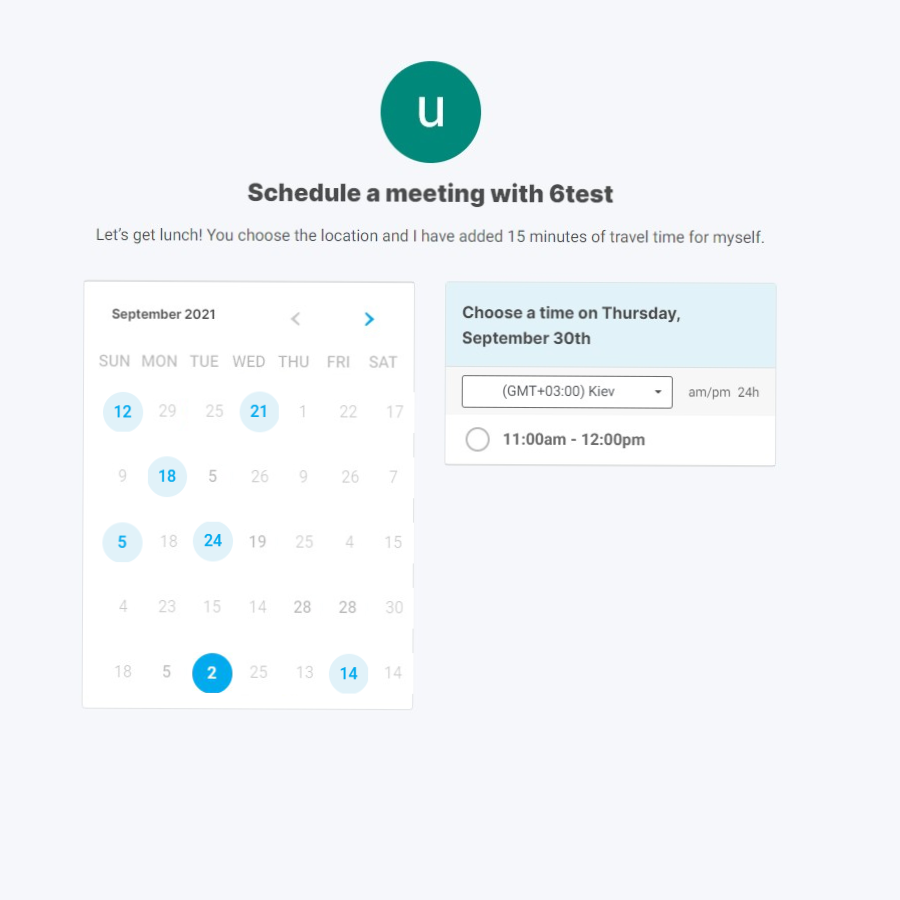 u
Schedule a meeting with 6test
Let's get lunch! You choose the location and I have added 15 minutes of travel time for myself.
September 2021
SUN MON TUE WED THU FRI SAT
12 29 25 21 1 22 17
9 18 5 26 9 26 7
5 18 24 19 25 4 15
4 23 15 14 28 28 30
18 5 2 25 13 14 14
Choose a time on Thursday,
September 30th
(GMT+03:00) Kiev am/pm 24h
11:00am - 12:00pm